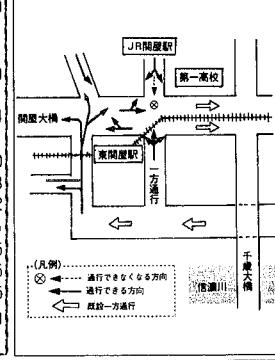 JR関屋駅
第一高校
関屋大橋
東関屋駅
一方通行
千歳大橋
信濃川
(凡例)
通行できなくなる方向
通行できる方向
既設一方通行